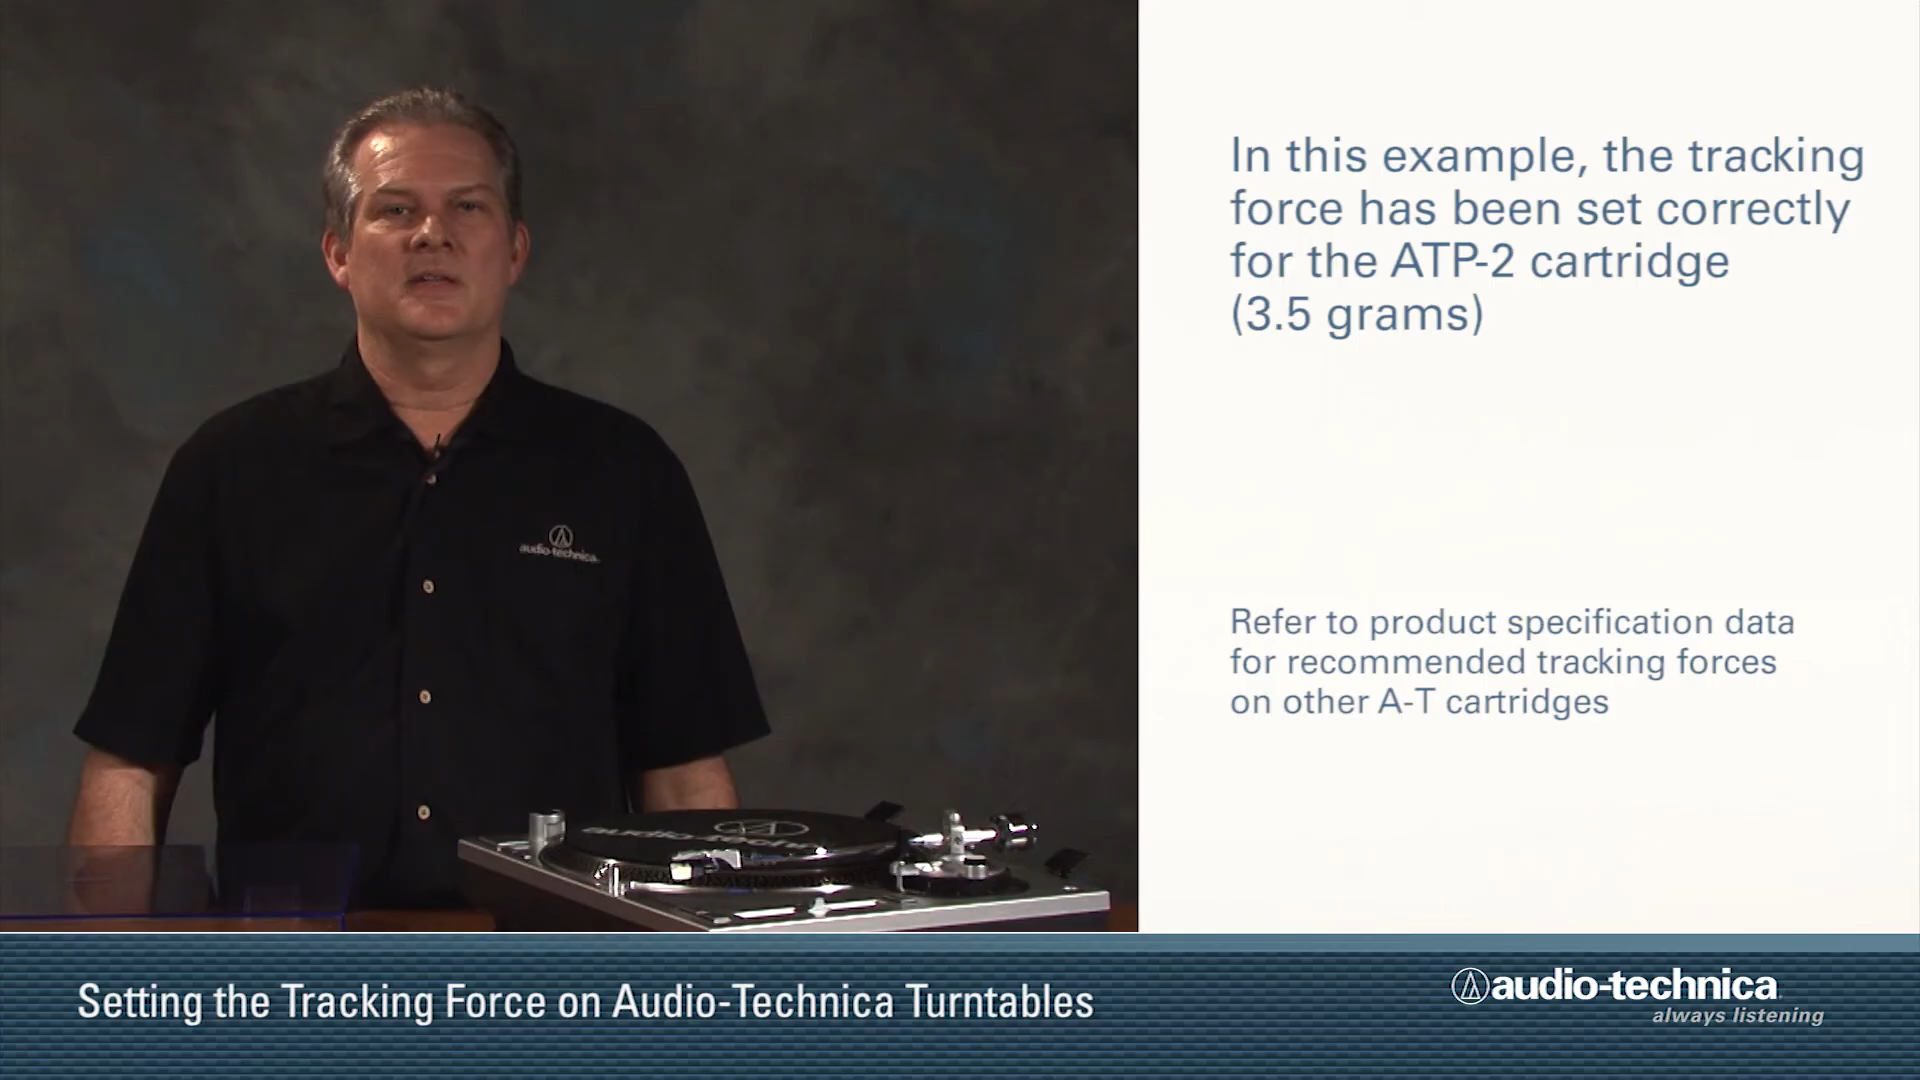 In this example, the tracking
force has been set correctly
for the ATP-2 cartridge
(3.5 grams)
Refer to product specification data
for recommended tracking forces
on other A-T cartridges
audio-technica
audio-technica
Setting the Tracking Force on Audio-Technica Turntables
audio-technica
always listening